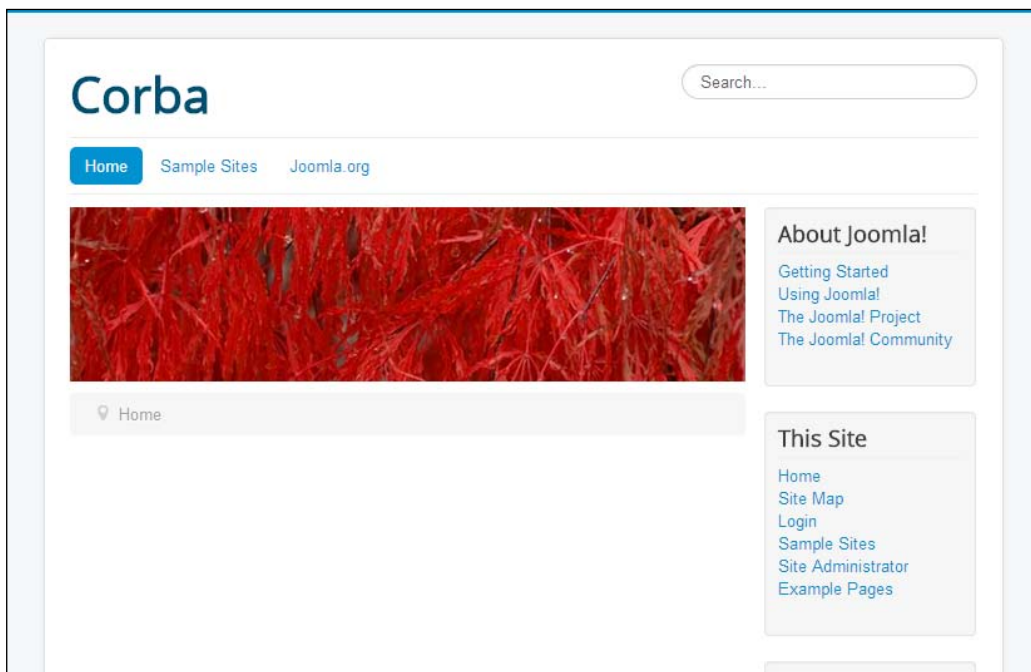 Corba
Search...
Home
Sample Sites
Joomla.org
Home
About Joomla!
Getting Started
Using Joomla!
The Joomla! Project
The Joomla! Community
This Site
Home
Site Map
Login
Sample Sites
Site Administrator
Example Pages